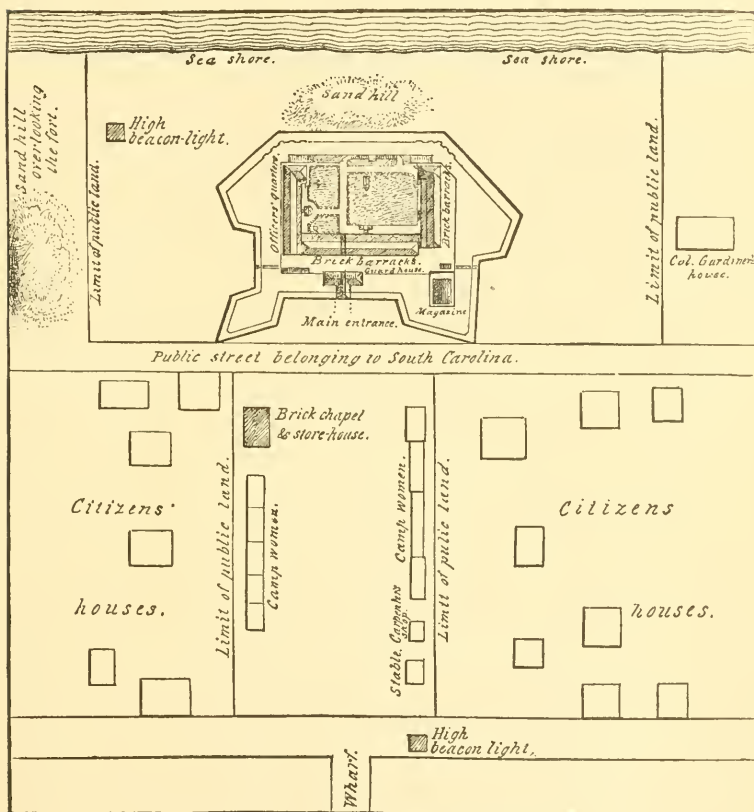 Sea shore.
Sea shore.
Sand hill
Sand hill
overlooking
the fort.
High
beacon-light.
Limit of public land.
Officers' quarters.
Brick barracks.
Brick barracks.
Guard house.
Magazine
Main entrance.
Limit of public land.
Col. Gardiner's
house.
Public street belonging to South Carolina.
Brick chapel
& store-house.
Citizens'
houses.
Limit of public land.
Camp women.
Camp women.
Carpenters
shop.
Stable.
Limit of pulic land.
Citizens
houses.
High
beacon light,
Wharf.